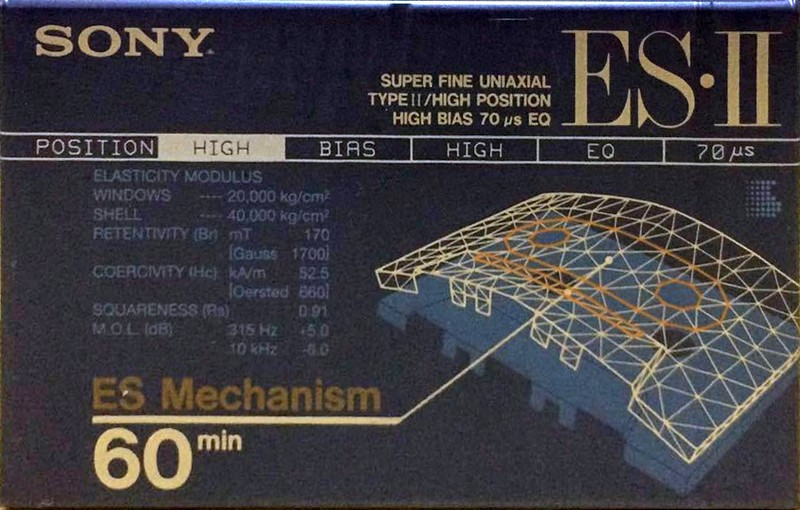 SONY
ES·II
SUPER FINE UNIAXIAL
TYPE II/HIGH POSITION
HIGH BIAS 70 μs EQ
POSITION HIGH BIAS HIGH EQ 70 μs
ELASTICITY MODULUS
WINDOWS ---- 20,000 kg/cm²
SHELL ---- 40,000 kg/cm²
RETENTIVITY (Br) mT 170
[Gauss 1700]
COERCIVITY (Hc) kA/m 52.5
[Oersted 660]
SQUARENESS (Rs) 0.91
M.O.L. (dB) 315 Hz +5.0
10 kHz -6.0
ES Mechanism
60 min